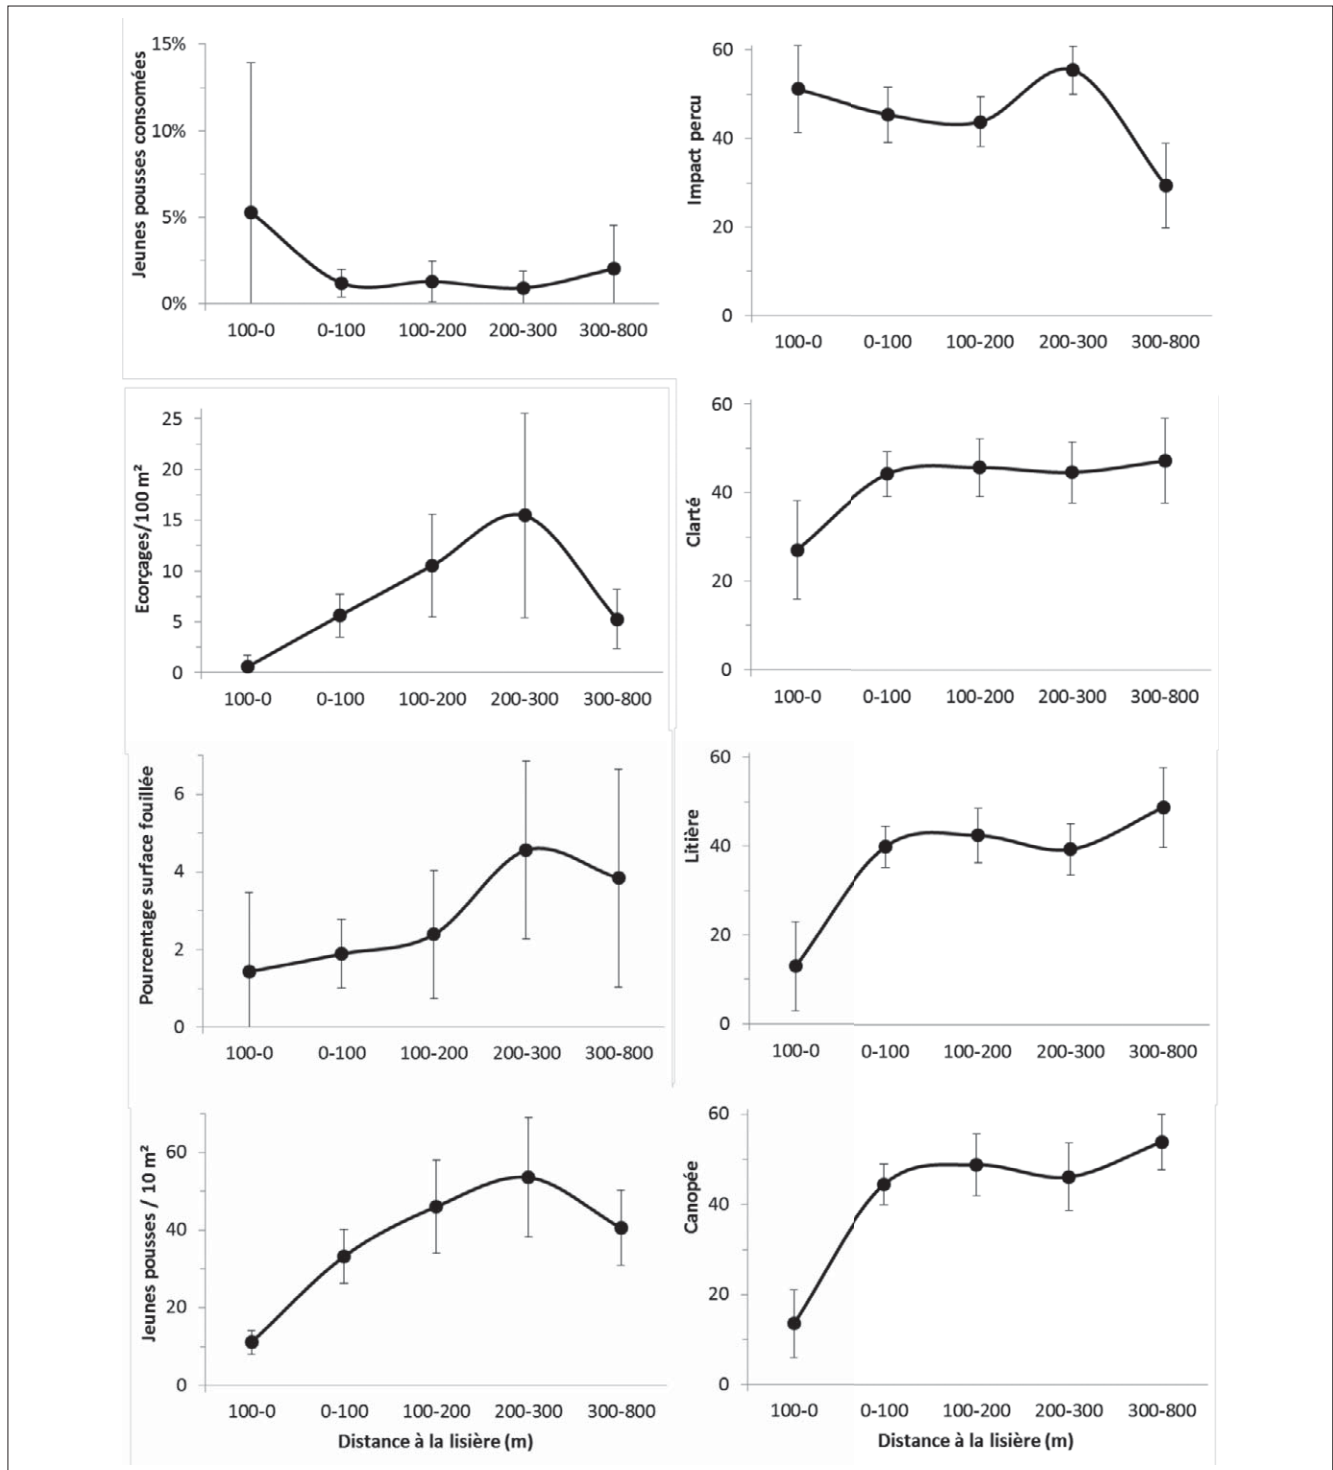 Jeunes pousses consomées
15%
10%
5%
0%
100-0 0-100 100-200 200-300 300-800
Impact percu
60
40
20
0
100-0 0-100 100-200 200-300 300-800
Ecorçages/100 m²
25
20
15
10
5
0
100-0 0-100 100-200 200-300 300-800
Clarté
60
40
20
0
100-0 0-100 100-200 200-300 300-800
Pourcentage surface fouillée
6
4
2
0
100-0 0-100 100-200 200-300 300-800
Litière
60
40
20
0
100-0 0-100 100-200 200-300 300-800
Jeunes pousses / 10 m²
60
40
20
0
100-0 0-100 100-200 200-300 300-800
Distance à la lisière (m)
Canopée
60
40
20
0
100-0 0-100 100-200 200-300 300-800
Distance à la lisière (m)